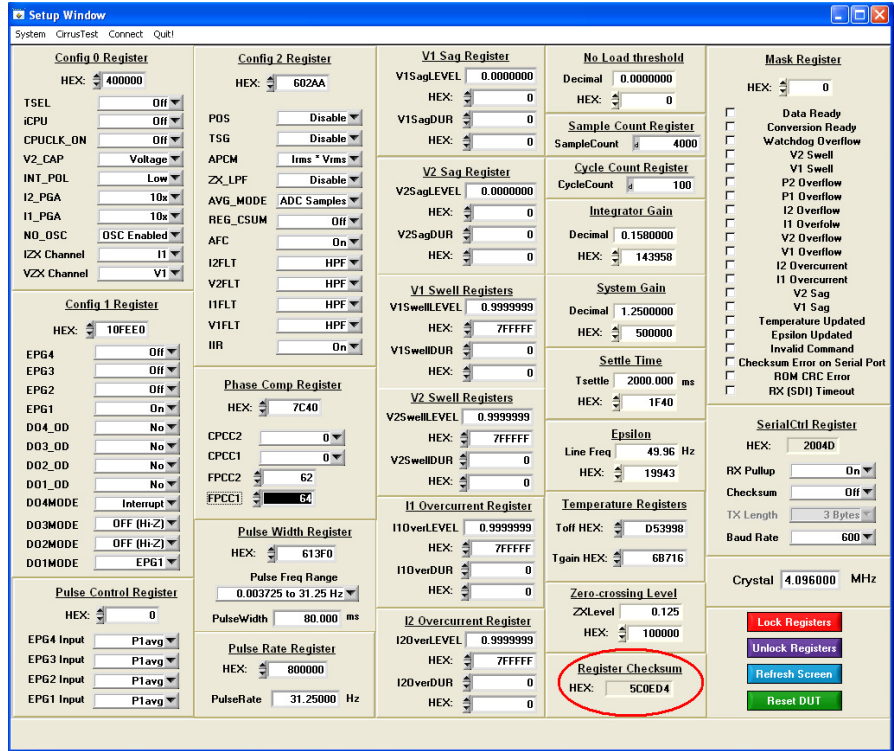 Setup Window
System CirrusTest Connect Quit!
Config 0 Register
HEX: 400000
TSEL Off
iCPU Off
CPUCLK_ON Off
V2_CAP Voltage
INT_POL Low
I2_PGA 10x
I1_PGA 10x
NO_OSC OSC Enabled
IZX Channel I1
VZX Channel V1
Config 1 Register
HEX: 10FEE0
EPG4 Off
EPG3 Off
EPG2 Off
EPG1 On
DO4_OD No
DO3_OD No
DO2_OD No
DO1_OD No
DO4MODE Interrupt
DO3MODE OFF (Hi-Z)
DO2MODE OFF (Hi-Z)
DO1MODE EPG1
Pulse Control Register
HEX: 0
EPG4 Input P1avg
EPG3 Input P1avg
EPG2 Input P1avg
EPG1 Input P1avg
Config 2 Register
HEX: 602AA
POS Disable
TSG Disable
APCM Irms * Vrms
ZX_LPF Disable
AVG_MODE ADC Samples
REG_CSUM Off
AFC On
I2FLT HPF
V2FLT HPF
I1FLT HPF
V1FLT HPF
IIR On
Phase Comp Register
HEX: 7C40
CPCC2 0
CPCC1 0
FPCC2 62
FPCC1 64
Pulse Width Register
HEX: 613F0
Pulse Freq Range
0.003725 to 31.25 Hz
PulseWidth 80.000 ms
Pulse Rate Register
HEX: 800000
PulseRate 31.25000 Hz
V1 Sag Register
V1SagLEVEL 0.0000000
HEX: 0
V1SagDUR 0
HEX: 0
V2 Sag Register
V2SagLEVEL 0.0000000
HEX: 0
V2SagDUR 0
HEX: 0
V1 Swell Registers
V1SwellLEVEL 0.9999999
HEX: 7FFFFF
V1SwellDUR 0
HEX: 0
V2 Swell Registers
V2SwellLEVEL 0.9999999
HEX: 7FFFFF
V2SwellDUR 0
HEX: 0
I1 Overcurrent Register
I1OverLEVEL 0.9999999
HEX: 7FFFFF
I1OverDUR 0
HEX: 0
I2 Overcurrent Register
I2OverLEVEL 0.9999999
HEX: 7FFFFF
I2OverDUR 0
HEX: 0
No Load threshold
Decimal 0.0000000
HEX: 0
Sample Count Register
SampleCount d 4000
Cycle Count Register
CycleCount d 100
Integrator Gain
Decimal 0.1580000
HEX: 143958
System Gain
Decimal 1.2500000
HEX: 500000
Settle Time
Tsettle 2000.000 ms
HEX: 1F40
Epsilon
Line Freq 49.96 Hz
HEX: 19943
Temperature Registers
Toff HEX: D53998
Tgain HEX: 6B716
Zero-crossing Level
ZXLevel 0.125
HEX: 100000
Register Checksum
HEX: 5C0ED4
Mask Register
HEX: 0
Data Ready
Conversion Ready
Watchdog Overflow
V2 Swell
V1 Swell
P2 Overflow
P1 Overflow
I2 Overflow
I1 Overfolw
V2 Overflow
V1 Overflow
I2 Overcurrent
I1 Overcurrent
V2 Sag
V1 Sag
Temperature Updated
Epsilon Updated
Invalid Command
Checksum Error on Serial Port
ROM CRC Error
RX (SDI) Timeout
SerialCtrl Register
HEX: 2004D
RX Pullup On
Checksum Off
TX Length 3 Bytes
Baud Rate 600
Crystal 4.096000 MHz
Lock Registers
Unlock Registers
Refresh Screen
Reset DUT